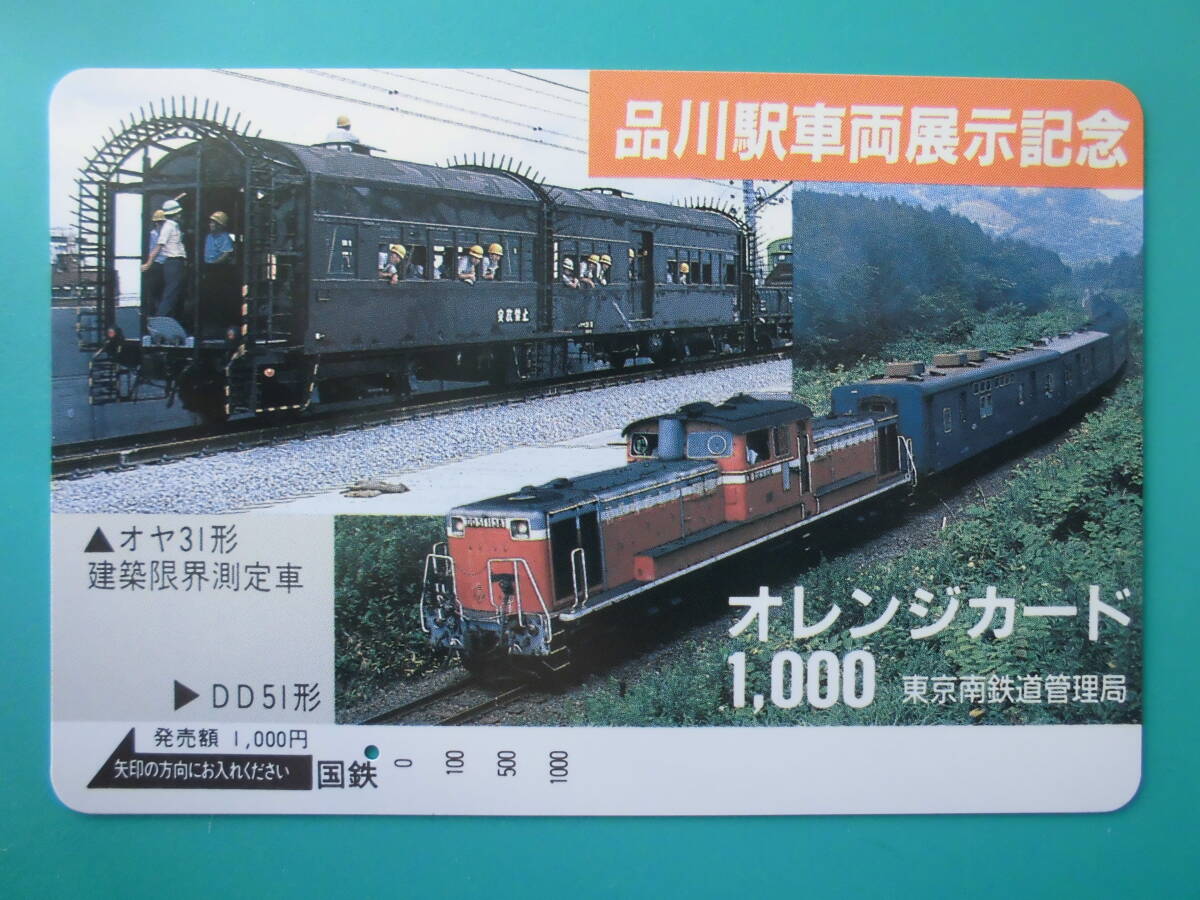 品川駅車両展示記念
▲オヤ31形
建築限界測定車
▶DD51形
オレンジカード
1,000
東京南鉄道管理局
発売額 1,000円
矢印の方向にお入れください
国鉄
0 100 500 1000